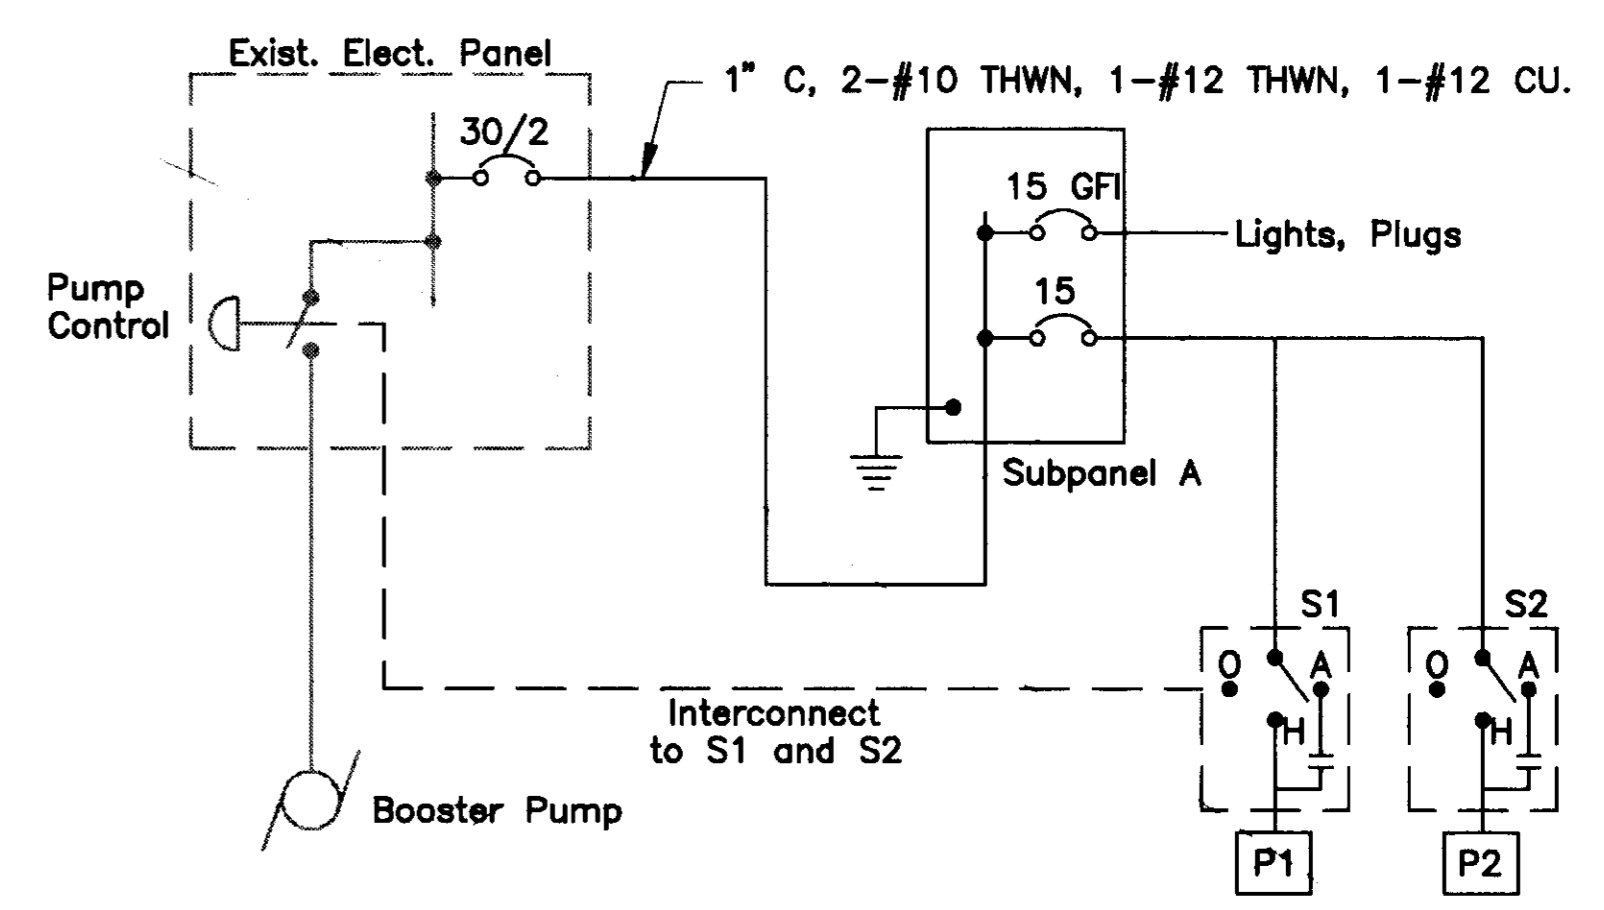 Exist. Elect. Panel
1" C, 2-#10 THWN, 1-#12 THWN, 1-#12 CU.
30/2
15 GFI
Lights, Plugs
Pump
Control
15
Subpanel A
S1
S2
O
A
O
A
H
H
Interconnect
to S1 and S2
Booster Pump
P1
P2